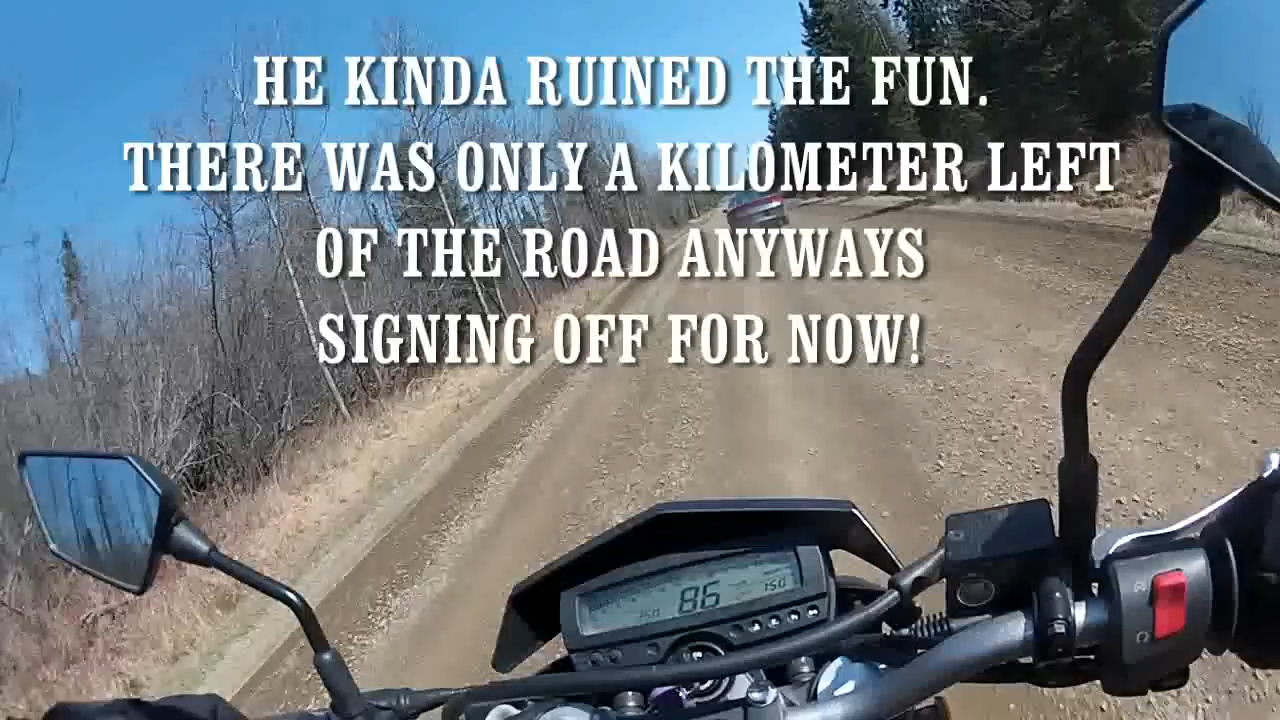 HE KINDA RUINED THE FUN.
THERE WAS ONLY A KILOMETER LEFT
OF THE ROAD ANYWAYS
SIGNING OFF FOR NOW!
86
150